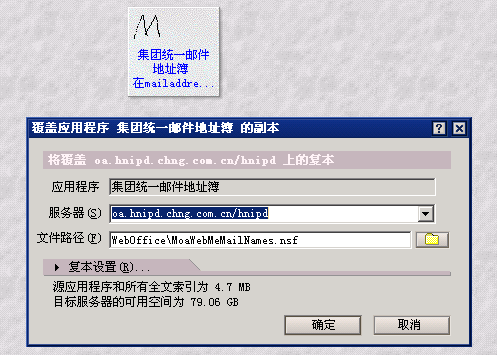 集团统一邮件
地址簿
在mailaddre...
覆盖应用程序 集团统一邮件地址簿 的副本
将覆盖 oa.hnipd.chng.com.cn/hnipd 上的复本
应用程序 集团统一邮件地址簿
服务器(S) oa.hnipd.chng.com.cn/hnipd
文件路径(F) WebOffice\MoaWebMeMailNames.nsf
复本设置(R)...
源应用程序和所有全文索引为 4.7 MB
目标服务器的可用空间为 79.06 GB
确定 取消